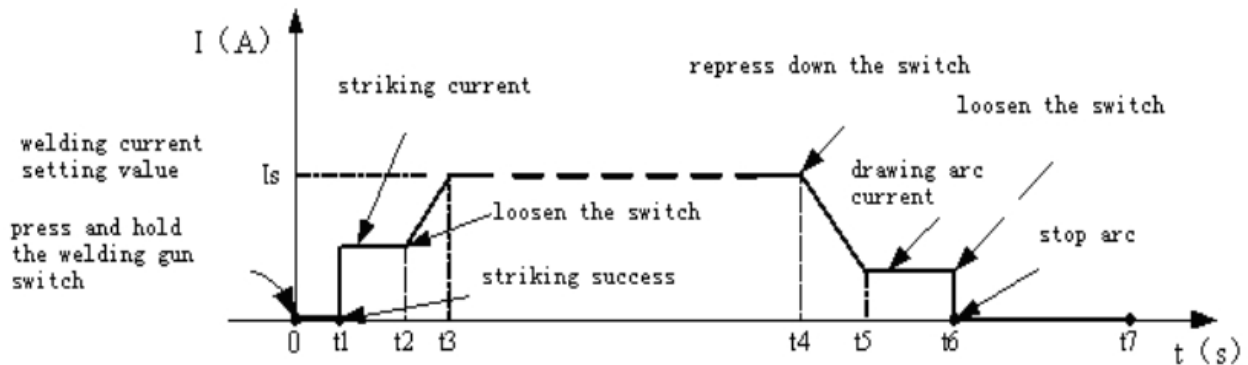 I (A)
repress down the switch
striking current
loosen the switch
welding current
setting value
Is
drawing arc
current
press and hold
the welding gun
switch
loosen the switch
stop arc
striking success
0
t1
t2
t3
t4
t5
t6
t7
t (s)